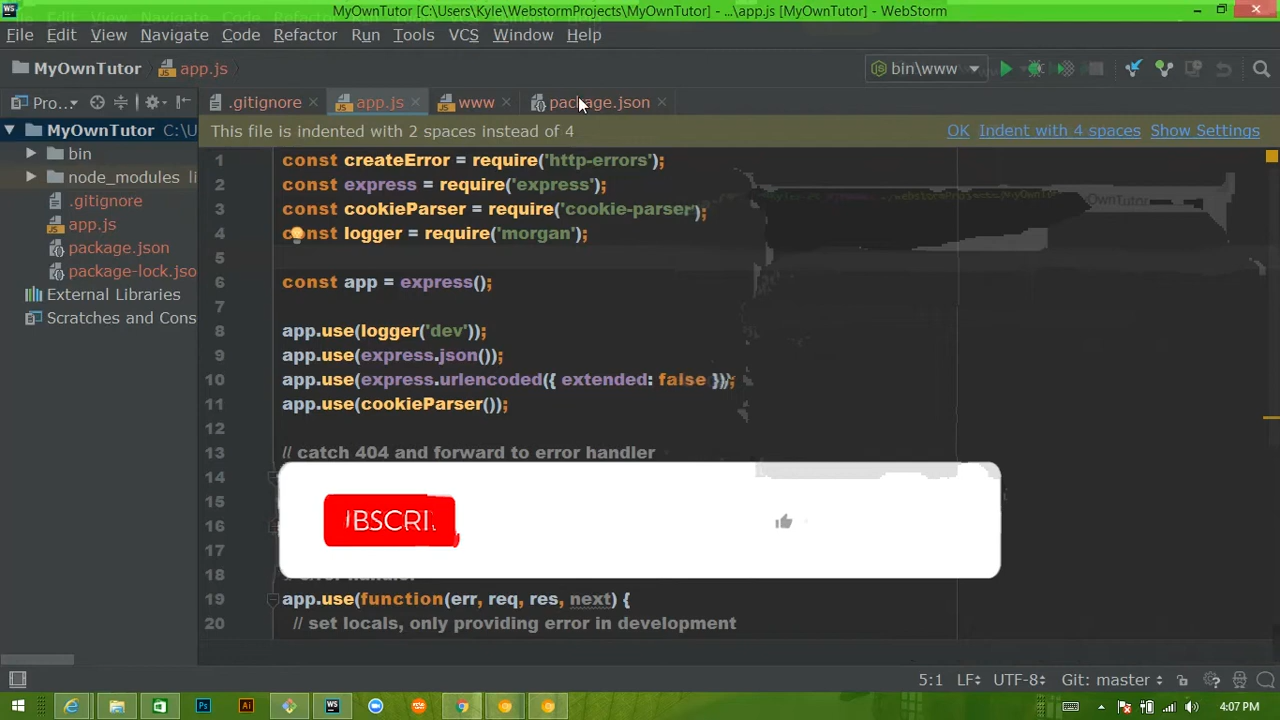 MyOwnTutor [C:\Users\Kyle\WebstormProjects\MyOwnTutor] - ...\app.js [MyOwnTutor] - WebStorm
File Edit View Navigate Code Refactor Run Tools VCS Window Help
MyOwnTutor app.js bin\www
Pro... .gitignore app.js www package.json
This file is indented with 2 spaces instead of 4 OK Indent with 4 spaces Show Settings
MyOwnTutor C:\U
bin
node_modules li
.gitignore
app.js
package.json
package-lock.jso
External Libraries
Scratches and Cons
1 const createError = require('http-errors');
2 const express = require('express');
3 const cookieParser = require('cookie-parser');
4 const logger = require('morgan');
5
6 const app = express();
7
8 app.use(logger('dev'));
9 app.use(express.json());
10 app.use(express.urlencoded({ extended: false }));
11 app.use(cookieParser());
12
13 // catch 404 and forward to error handler
14
15
16
17
18
19 app.use(function(err, req, res, next) {
20 // set locals, only providing error in development
5:1 LF UTF-8 Git: master
4:07 PM